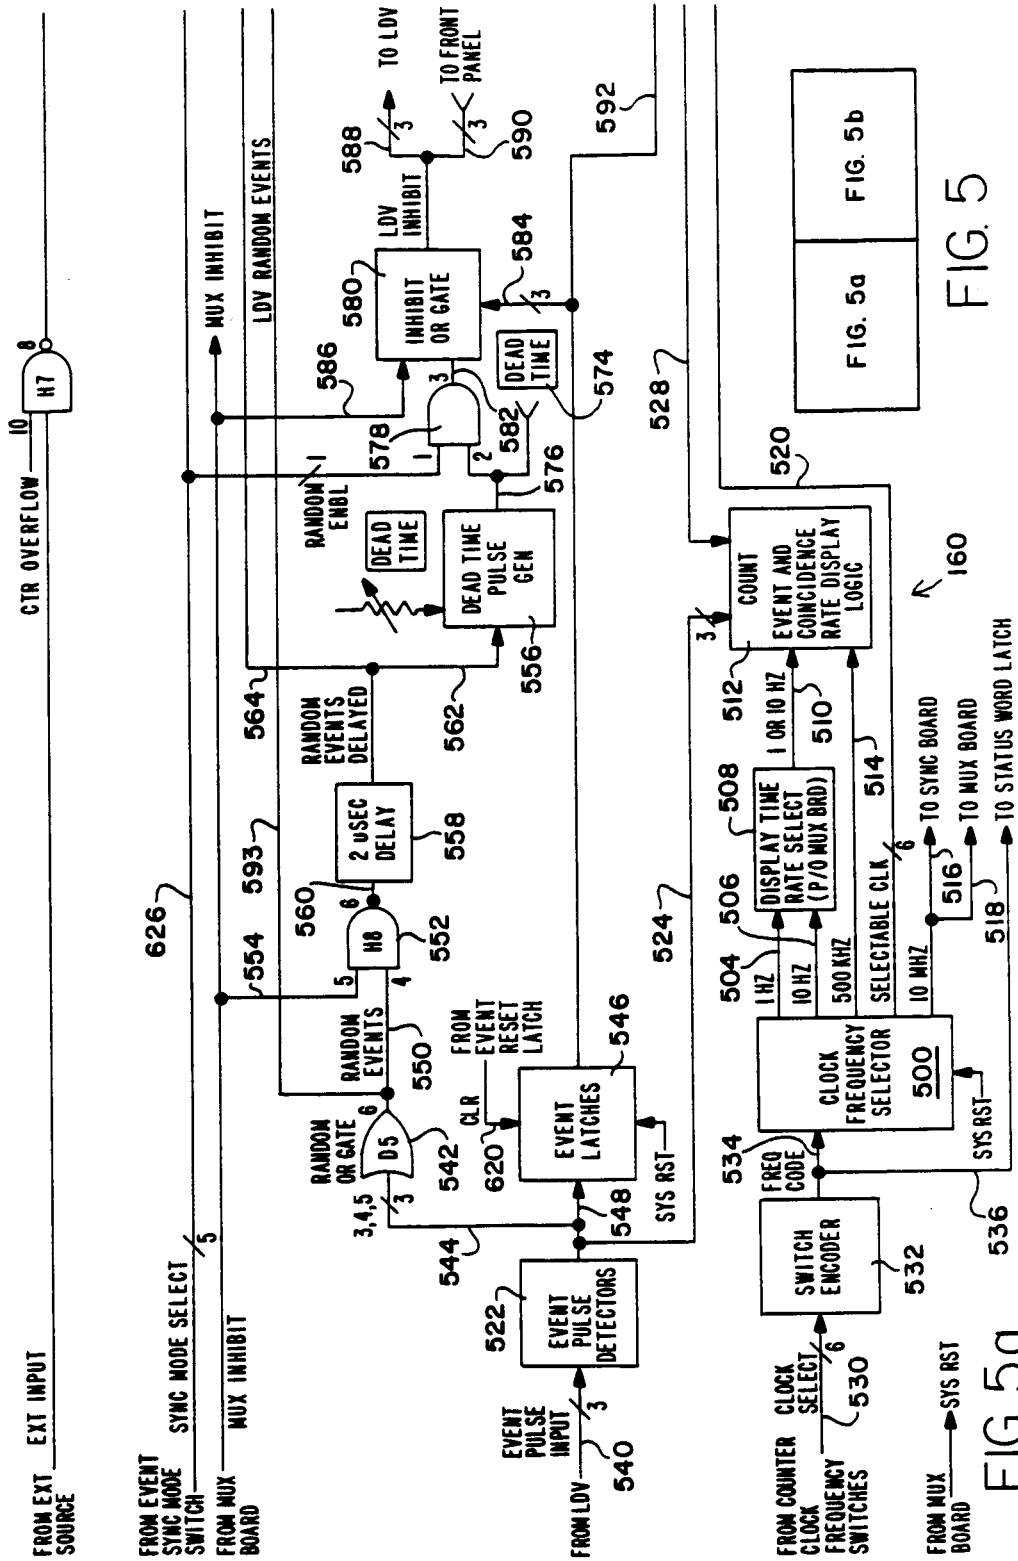 FROM EXT
SOURCE
EXT INPUT
CTR OVERFLOW
10
H7
8
FROM EVENT
SYNC MODE
SWITCH
SYNC MODE SELECT
5
626
FROM MUX
BOARD
MUX INHIBIT
MUX INHIBIT
554
593
564
LDV RANDOM EVENTS
RANDOM
OR GATE
3,4,5
3
D5
6
542
544
RANDOM
EVENTS
550
5
4
H8
6
552
560
2 uSEC
DELAY
558
RANDOM
EVENTS
DELAYED
562
DEAD
TIME
DEAD TIME
PULSE
GEN
556
576
RANDOM
ENBL
1
1
2
3
578
582
586
580
INHIBIT
OR GATE
584
3
DEAD
TIME
574
LDV
INHIBIT
588
3
TO LDV
3
590
TO FRONT
PANEL
592
EVENT
PULSE
INPUT
FROM LDV
3
540
522
EVENT
PULSE
DETECTORS
548
FROM
EVENT
RESET
LATCH
CLR
620
EVENT
LATCHES
546
SYS RST
524
528
FROM COUNTER
CLOCK
FREQUENCY
SWITCHES
CLOCK
SELECT
6
530
SWITCH
ENCODER
532
FREQ
CODE
534
536
CLOCK
FREQUENCY
SELECTOR
500
SYS RST
504
1 HZ
506
10 HZ
500 KHZ
SELECTABLE CLK
6
10 MHZ
508
DISPLAY TIME
RATE SELECT
(P/O MUX BRD)
1 OR 10 HZ
510
514
512
3
COUNT
EVENT AND
COINCIDENCE
RATE DISPLAY
LOGIC
520
516
TO SYNC BOARD
518
TO MUX BOARD
TO STATUS WORD LATCH
160
FROM MUX
BOARD
SYS RST
FIG. 5a
FIG. 5a
FIG. 5b
FIG. 5